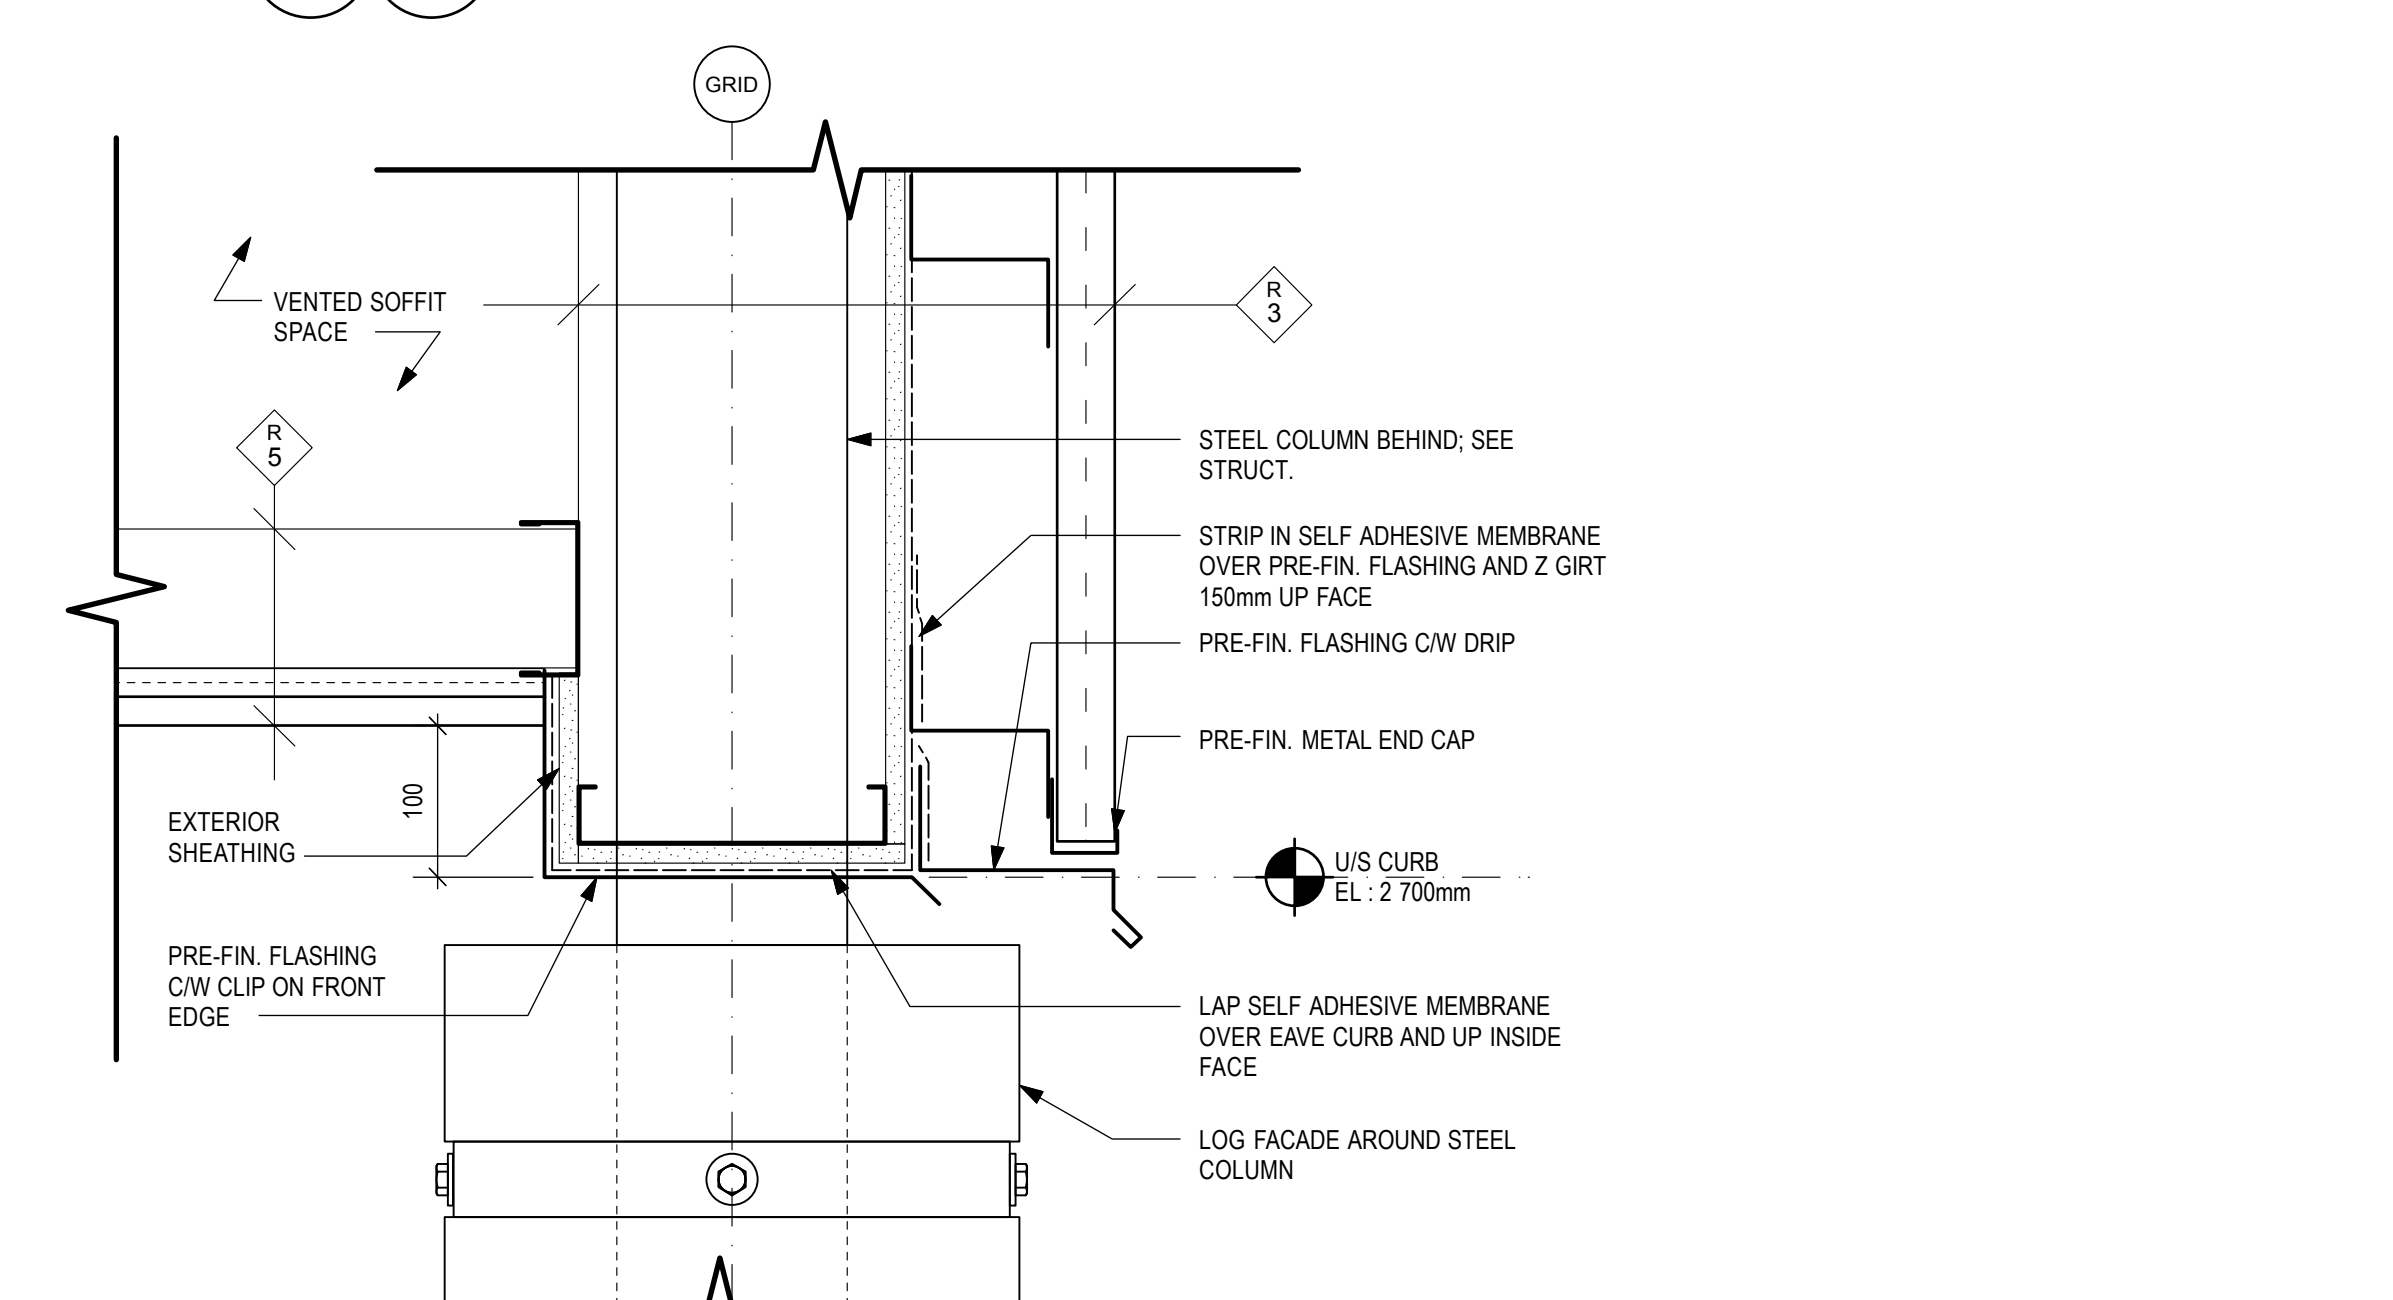 GRID
VENTED SOFFIT
SPACE
R
3
R
5
STEEL COLUMN BEHIND; SEE
STRUCT.
STRIP IN SELF ADHESIVE MEMBRANE
OVER PRE-FIN. FLASHING AND Z GIRT
150mm UP FACE
PRE-FIN. FLASHING C/W DRIP
PRE-FIN. METAL END CAP
100
EXTERIOR
SHEATHING
U/S CURB
EL : 2 700mm
PRE-FIN. FLASHING
C/W CLIP ON FRONT
EDGE
LAP SELF ADHESIVE MEMBRANE
OVER EAVE CURB AND UP INSIDE
FACE
LOG FACADE AROUND STEEL
COLUMN